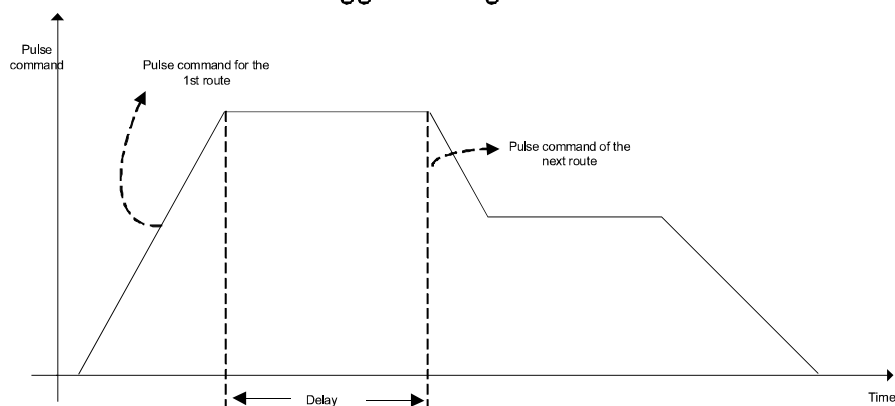 Pulse
command
Pulse command for the
1st route
Pulse command of the
next route
Delay
Time